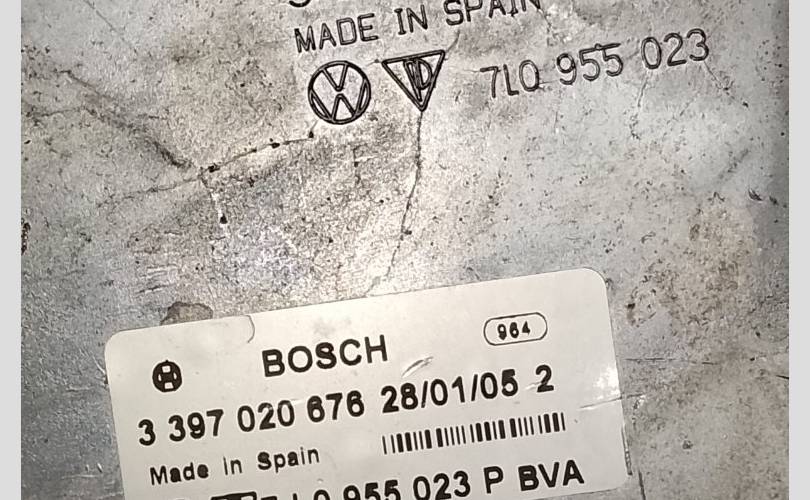 MADE IN SPAIN
7L0 955 023
964
BOSCH
3 397 020 676 28/01/05 2
Made in Spain
7L0 955 023 P BVA